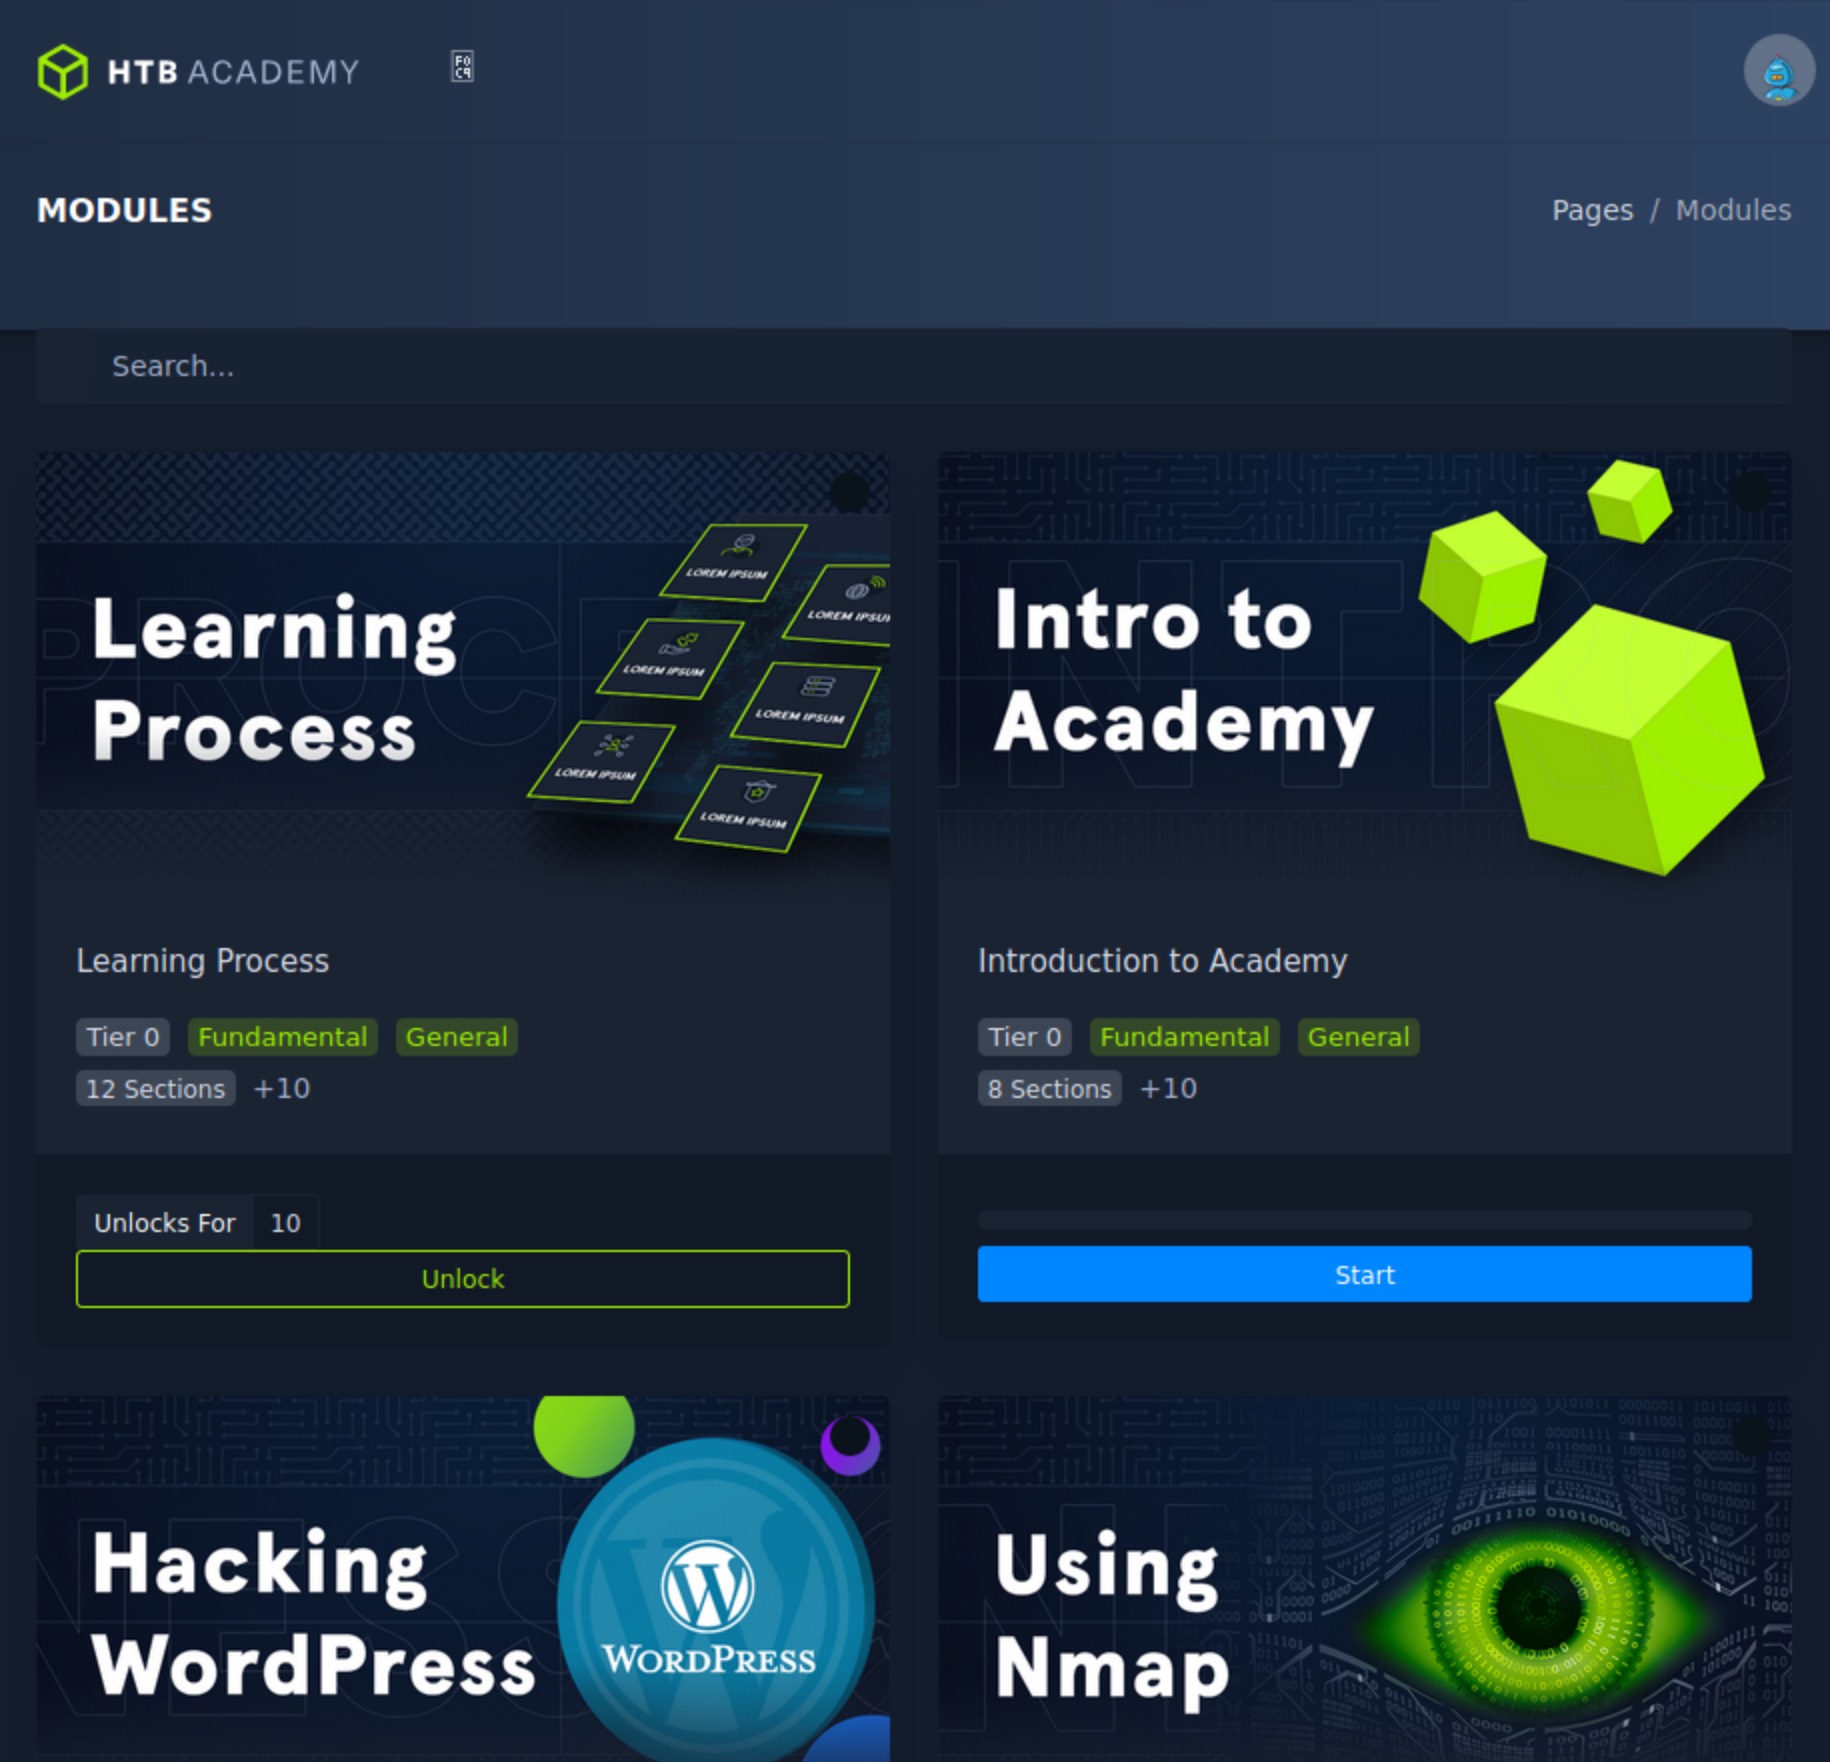 HTB ACADEMY
MODULES
Pages / Modules
Search...
Learning
Process
LOREM IPSUM
LOREM IPSUM
LOREM IPSUM
LOREM IPSUM
LOREM IPSUM
Intro to
Academy
Learning Process
Tier 0 Fundamental General
12 Sections +10
Unlocks For 10
Unlock
Introduction to Academy
Tier 0 Fundamental General
8 Sections +10
Start
Hacking
WordPress
WORDPRESS
Using
Nmap